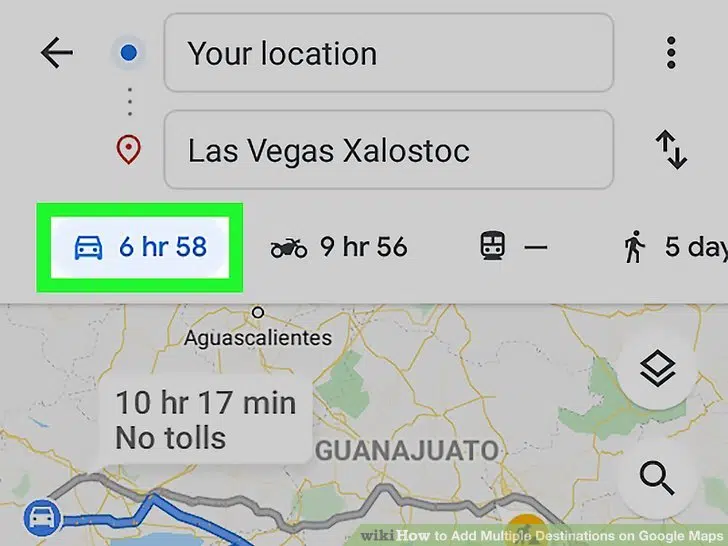 Your location
Las Vegas Xalostoc
6 hr 58
9 hr 56
—
5 day
Aguascalientes
10 hr 17 min
No tolls
GUANAJUATO
wikiHow to Add Multiple Destinations on Google Maps